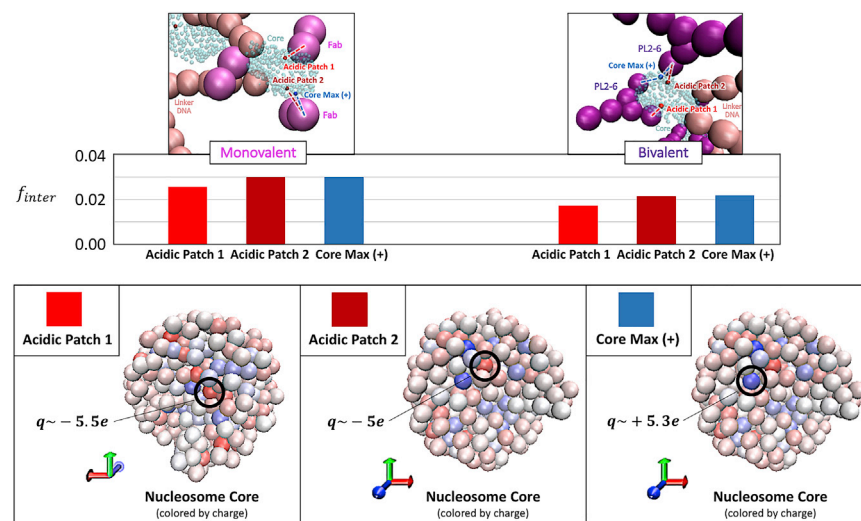 Core
Fab
Acidic Patch 1
Acidic Patch 2
Core Max (+)
Linker
DNA
Fab
Monovalent
PL2-6
Core Max (+)
PL2-6
Acidic Patch 2
Acidic Patch 1
Core
Linker
DNA
Bivalent
0.04
0.02
0.00
f_inter
Acidic Patch 1 Acidic Patch 2 Core Max (+)
Acidic Patch 1 Acidic Patch 2 Core Max (+)
Acidic Patch 1
q~ − 5.5e
Nucleosome Core
(colored by charge)
Acidic Patch 2
q~ − 5e
Nucleosome Core
(colored by charge)
Core Max (+)
q~ + 5.3e
Nucleosome Core
(colored by charge)